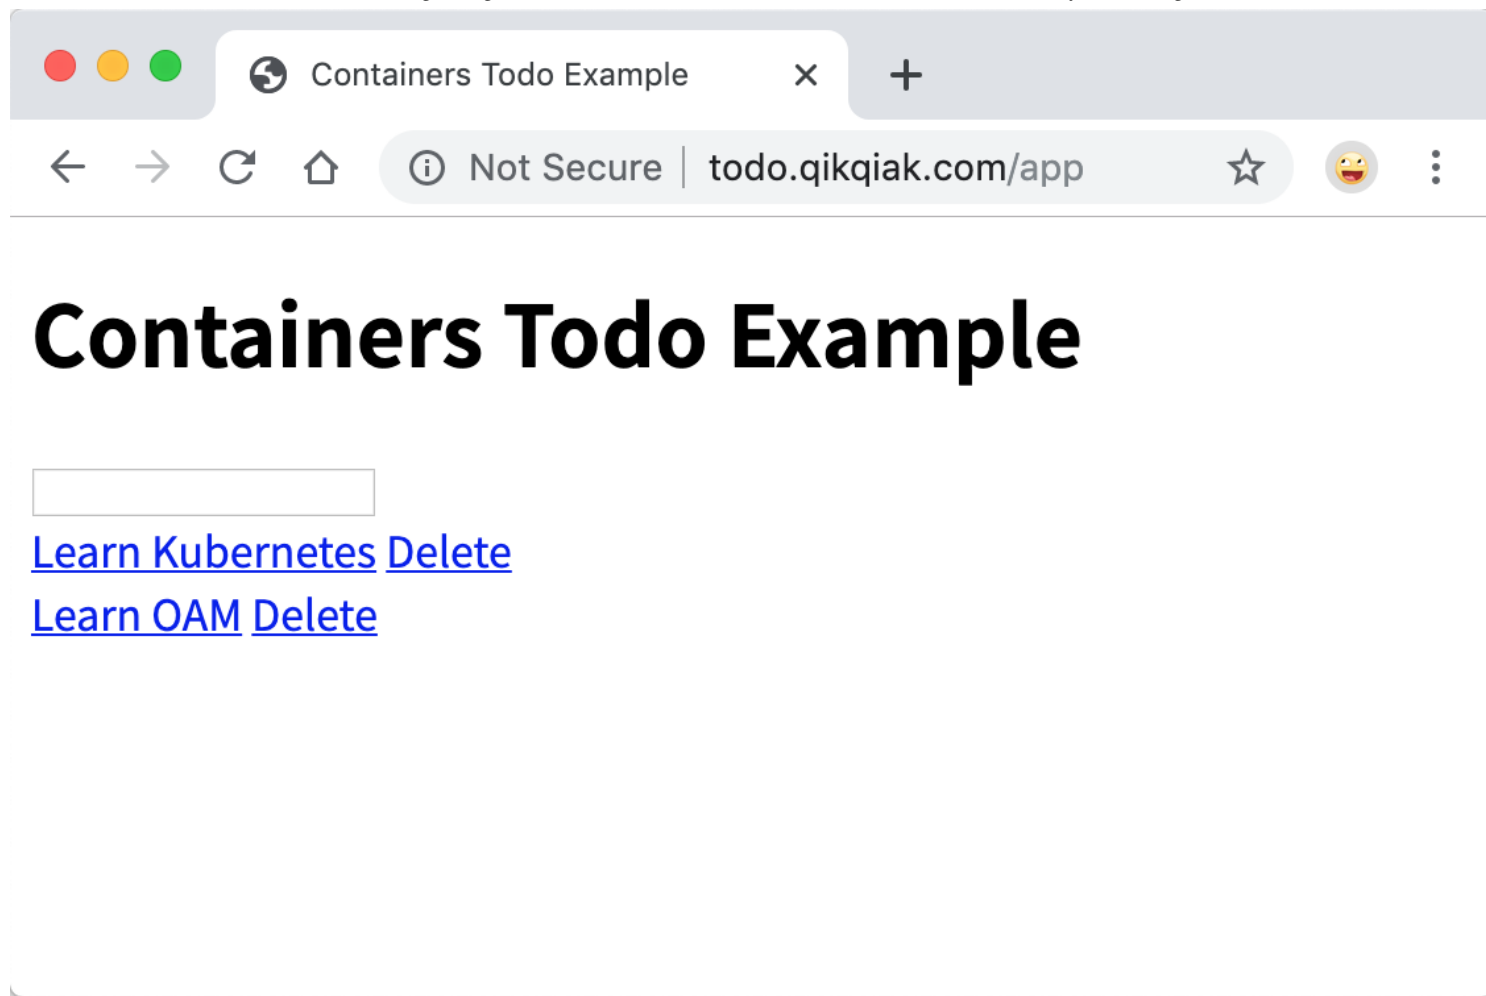 Containers Todo Example
Not Secure | todo.qikqiak.com/app
Containers Todo Example
Learn Kubernetes Delete
Learn OAM Delete